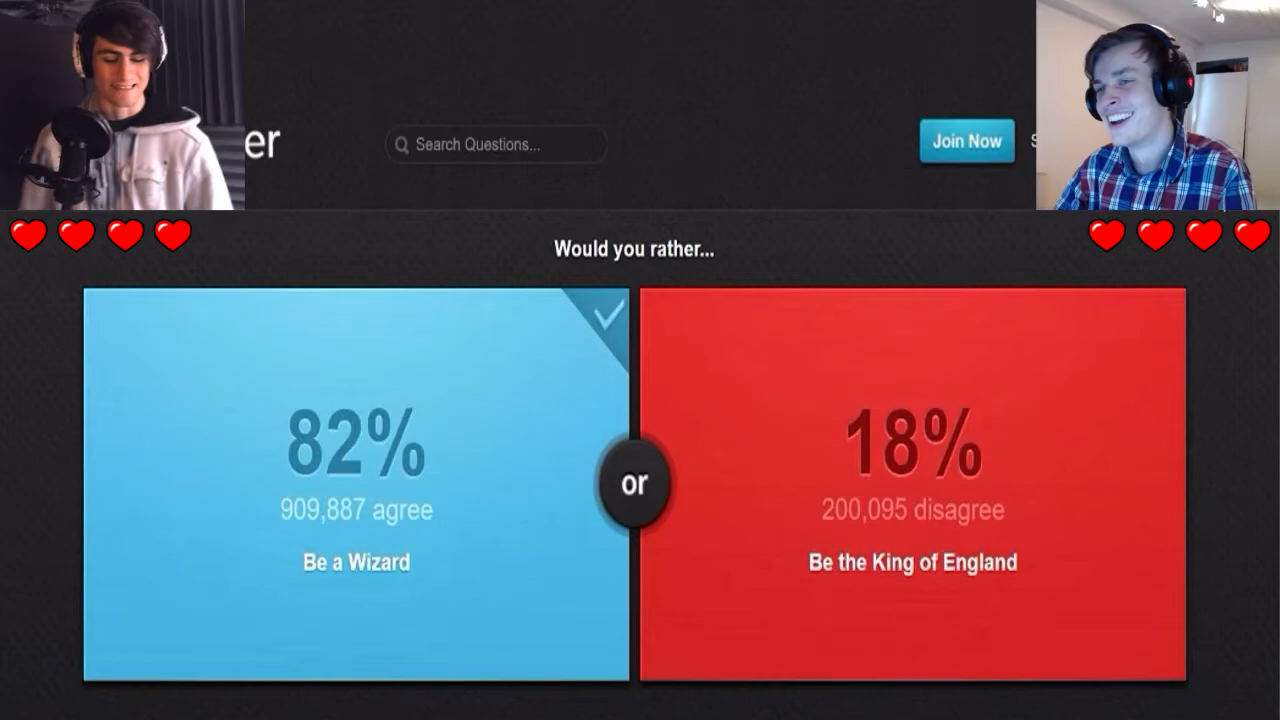 er
Search Questions...
Join Now
S
Would you rather...
82%
909,887 agree
Be a Wizard
or
18%
200,095 disagree
Be the King of England